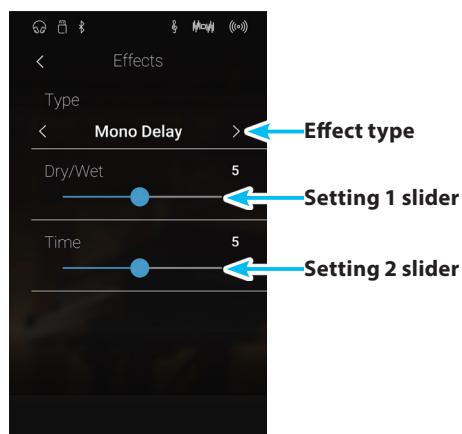 Effects
Type
Mono Delay
Effect type
Dry/Wet 5
Setting 1 slider
Time 5
Setting 2 slider